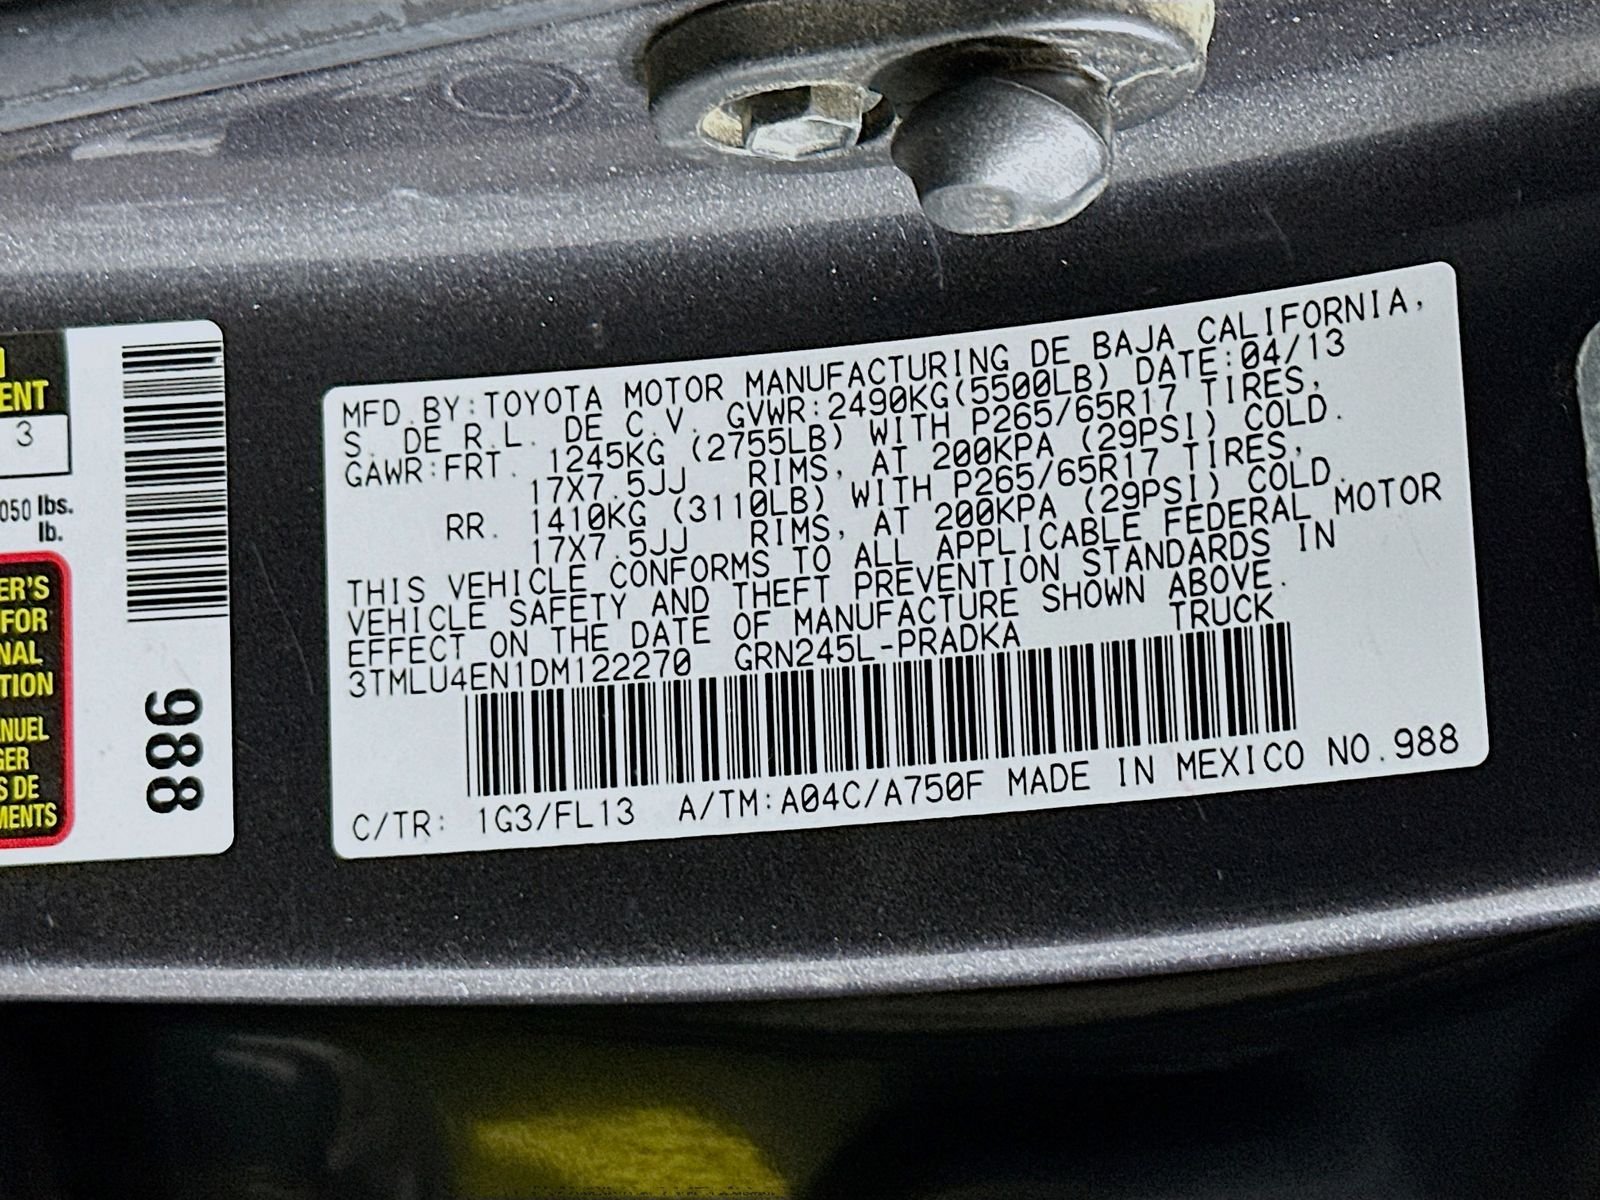 ENT
3
050 lbs.
lb.
ER'S
FOR
NAL
TION
ANUEL
GER
S DE
MENTS
988
MFD.BY:TOYOTA MOTOR MANUFACTURING DE BAJA CALIFORNIA,
S. DE R.L. DE C.V. GVWR:2490KG(5500LB) DATE:04/13
GAWR:FRT. 1245KG (2755LB) WITH P265/65R17 TIRES,
17X7.5JJ RIMS, AT 200KPA (29PSI) COLD.
RR. 1410KG (3110LB) WITH P265/65R17 TIRES,
17X7.5JJ RIMS, AT 200KPA (29PSI) COLD.
THIS VEHICLE CONFORMS TO ALL APPLICABLE FEDERAL MOTOR
VEHICLE SAFETY AND THEFT PREVENTION STANDARDS IN
EFFECT ON THE DATE OF MANUFACTURE SHOWN ABOVE.
3TMLU4EN1DM122270 GRN245L-PRADKA TRUCK
C/TR: 1G3/FL13 A/TM:A04C/A750F MADE IN MEXICO NO.988